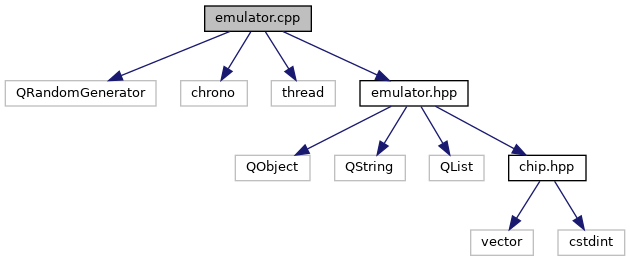 emulator.cpp
QRandomGenerator
chrono
thread
emulator.hpp
QObject
QString
QList
chip.hpp
vector
cstdint